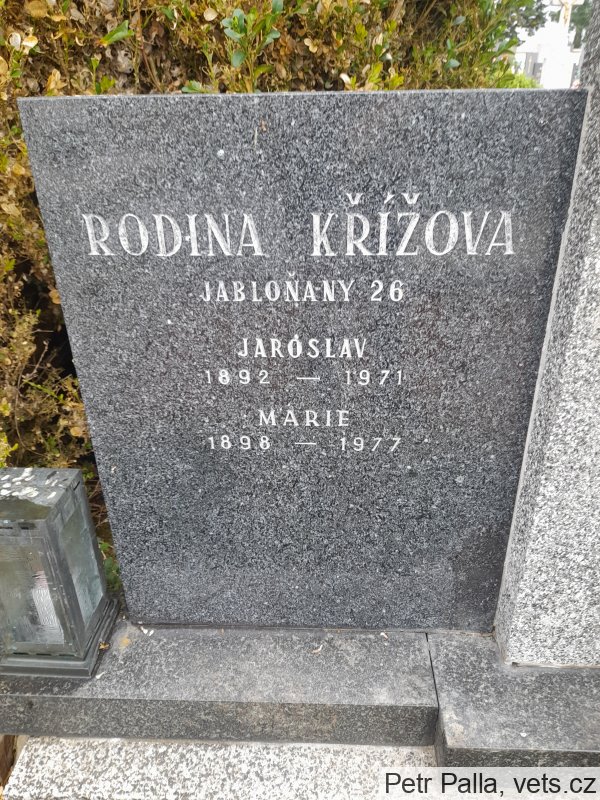 RODINA KŘÍŽOVA
JABLOŇANY 26
JAROSLAV
1892 — 1971
MARIE
1898 — 1977
Petr Palla, vets.cz